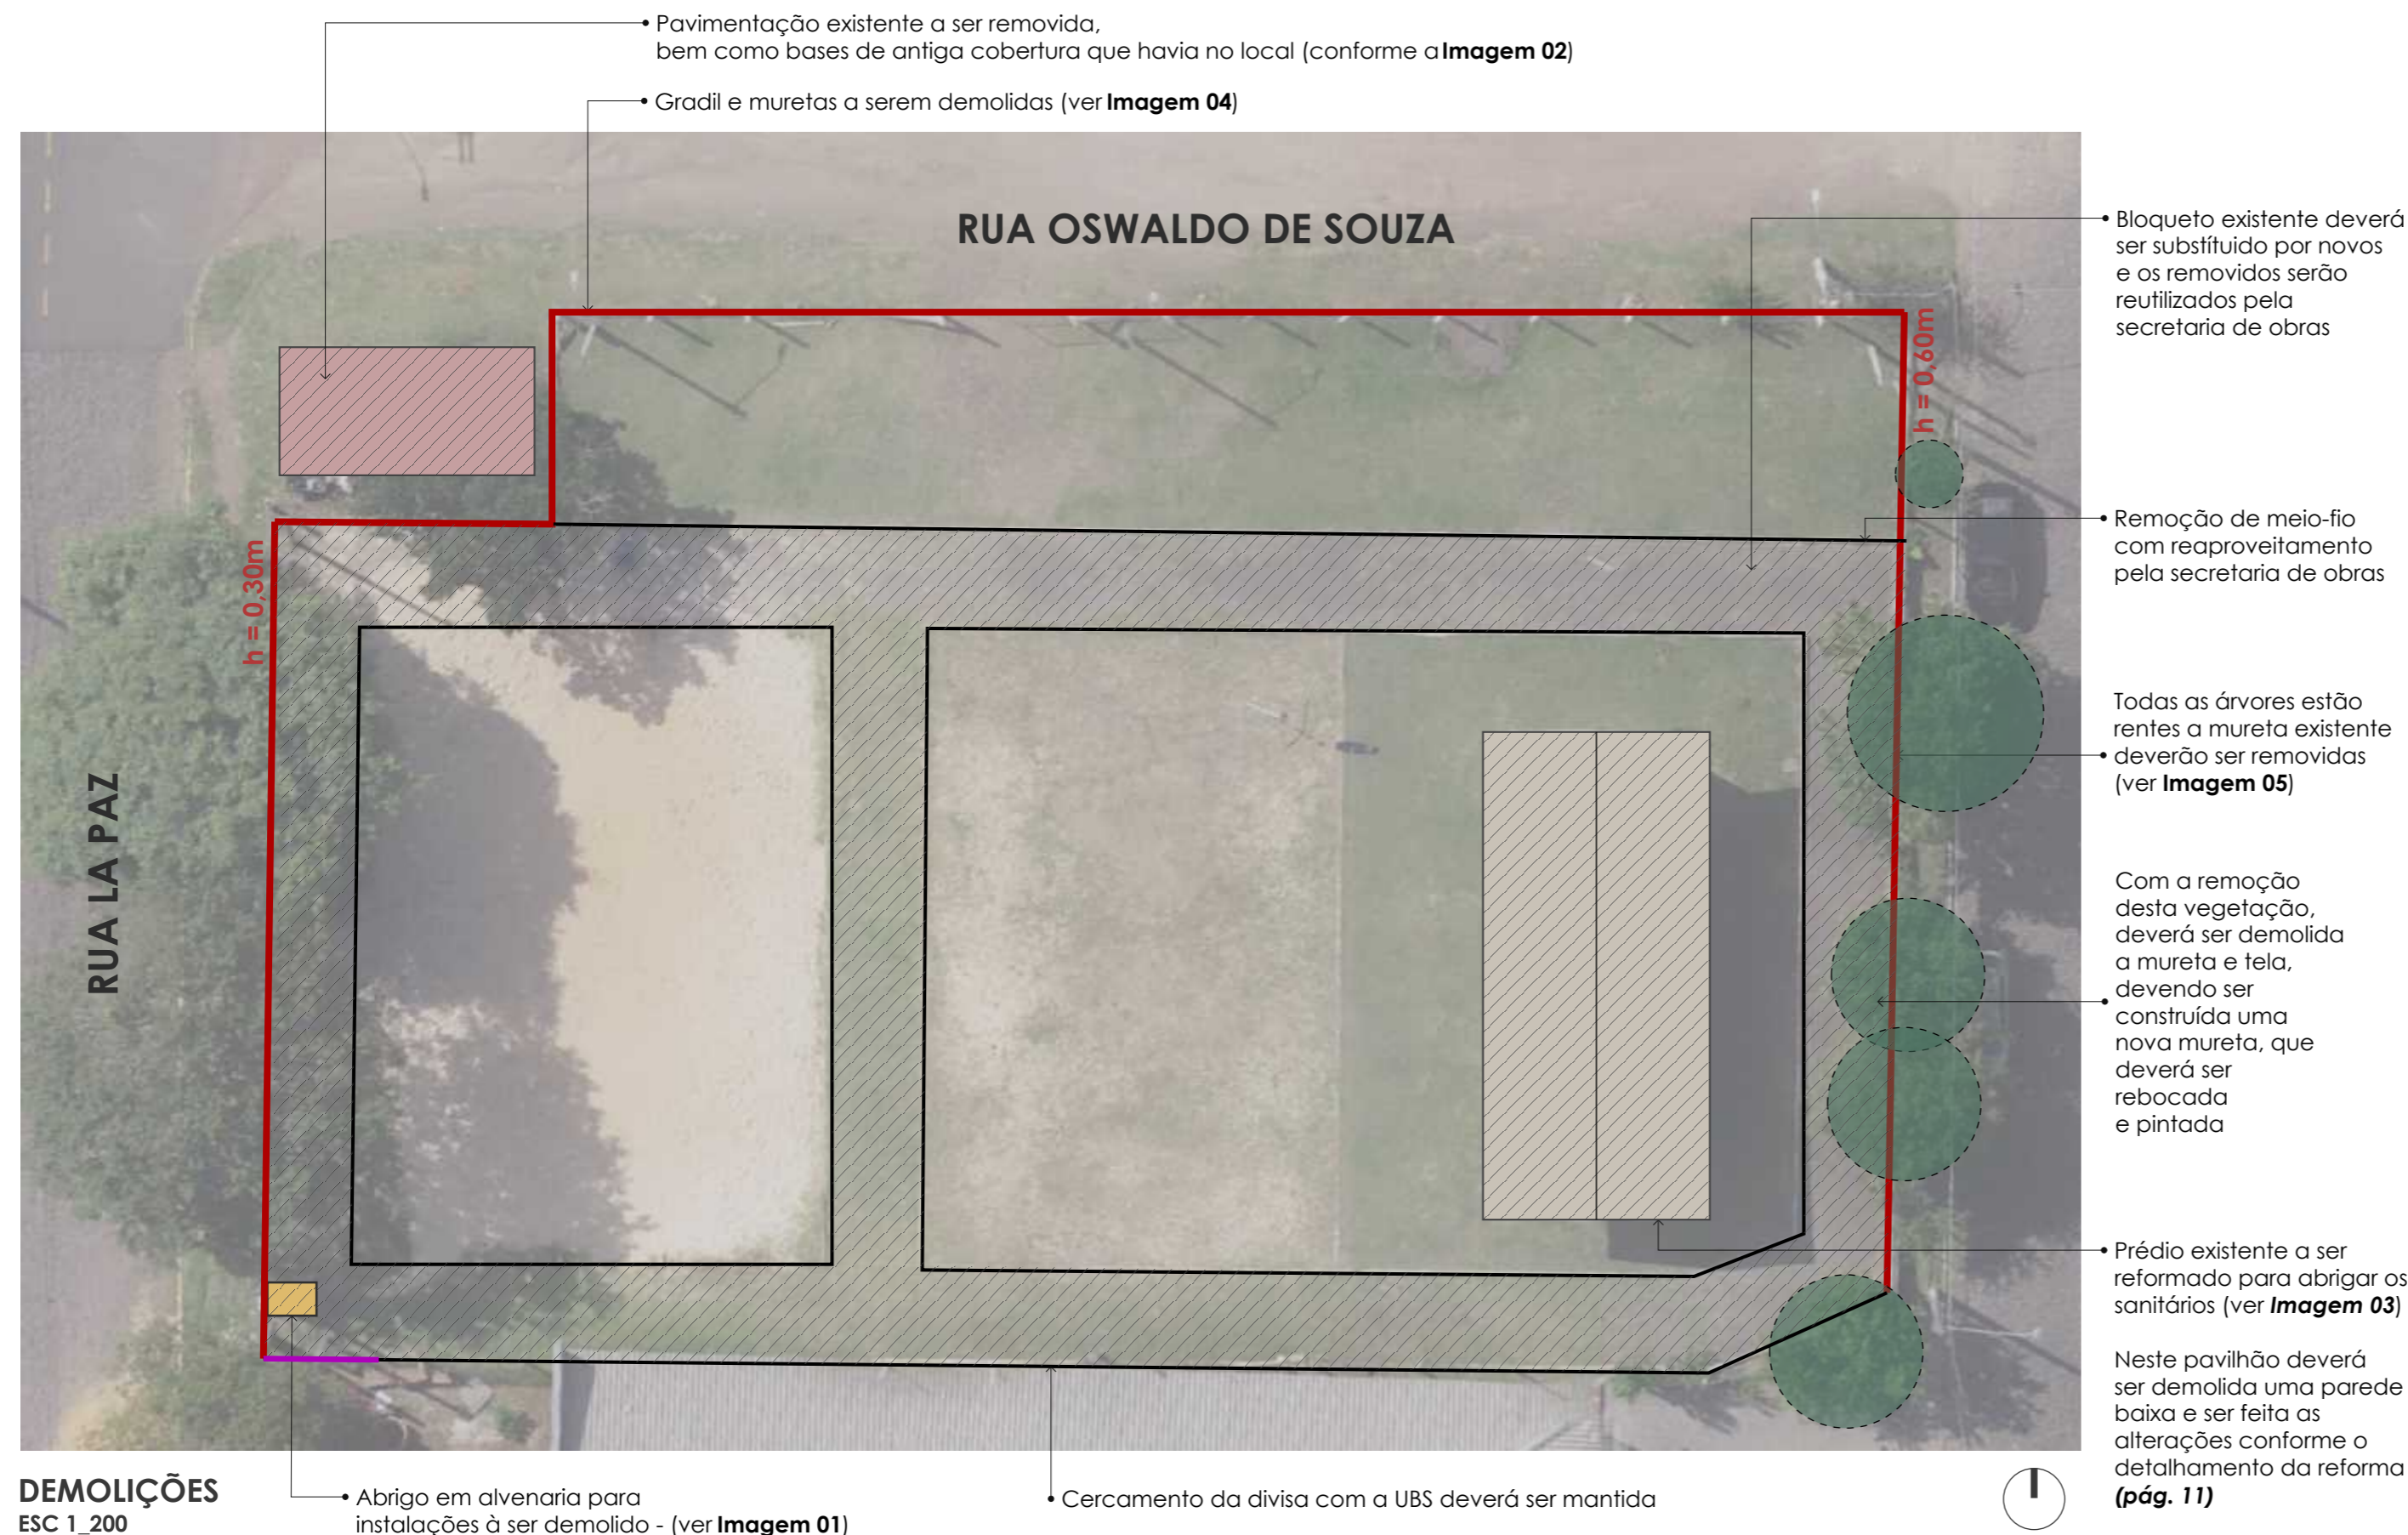 Pavimentação existente a ser removida,
bem como bases de antiga cobertura que havia no local (conforme a Imagem 02)
Gradil e muretas a serem demolidas (ver Imagem 04)
RUA OSWALDO DE SOUZA
Bloqueto existente deverá
ser substítuido por novos
e os removidos serão
reutilizados pela
secretaria de obras
h = 0,60m
Remoção de meio-fio
com reaproveitamento
pela secretaria de obras
h = 0,30m
Todas as árvores estão
rentes a mureta existente
deverão ser removidas
(ver Imagem 05)
RUA LA PAZ
Com a remoção
desta vegetação,
deverá ser demolida
a mureta e tela,
devendo ser
construída uma
nova mureta, que
deverá ser
rebocada
e pintada
Prédio existente a ser
reformado para abrigar os
sanitários (ver Imagem 03)
Neste pavilhão deverá
ser demolida uma parede
baixa e ser feita as
alterações conforme o
detalhamento da reforma
(pág. 11)
DEMOLIÇÕES
ESC 1_200
Abrigo em alvenaria para
instalações à ser demolido - (ver Imagem 01)
Cercamento da divisa com a UBS deverá ser mantida